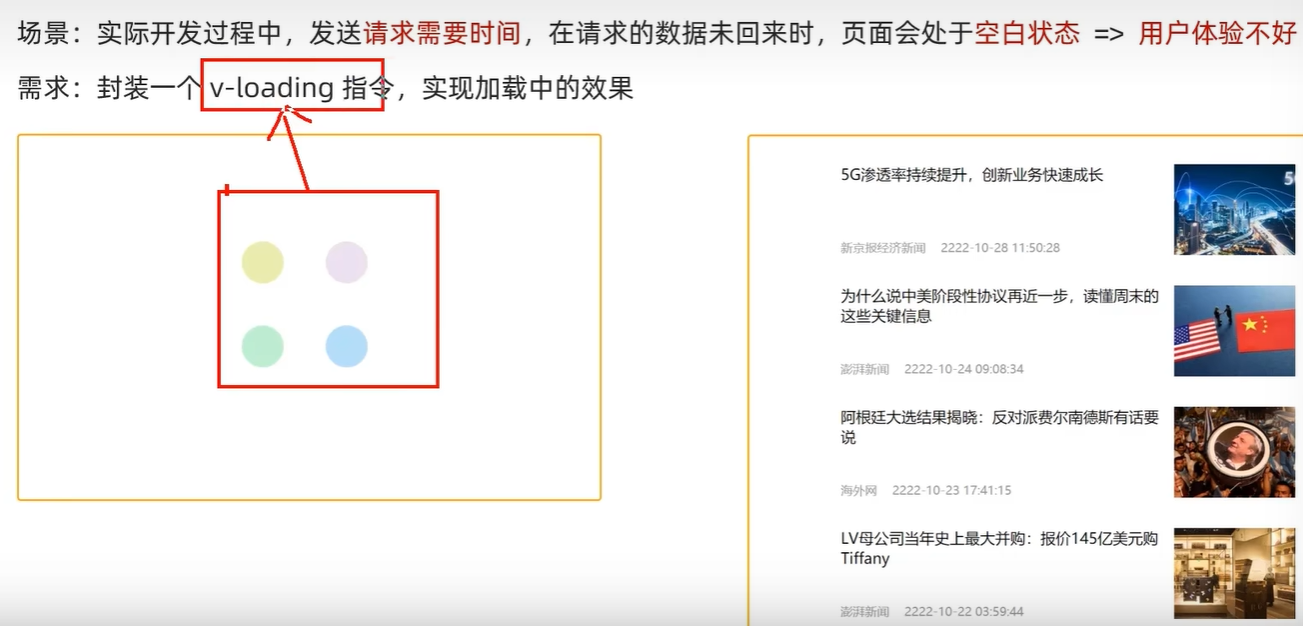 场景：实际开发过程中，发送请求需要时间，在请求的数据未回来时，页面会处于空白状态 => 用户体验不好
需求：封装一个 v-loading 指令，实现加载中的效果
5G渗透率持续提升，创新业务快速成长
5
新京报经济新闻 2222-10-28 11:50:28
为什么说中美阶段性协议再近一步，读懂周末的
这些关键信息
澎湃新闻 2222-10-24 09:08:34
阿根廷大选结果揭晓：反对派费尔南德斯有话要
说
海外网 2222-10-23 17:41:15
LV母公司当年史上最大并购：报价145亿美元购
Tiffany
澎湃新闻 2222-10-22 03:59:44